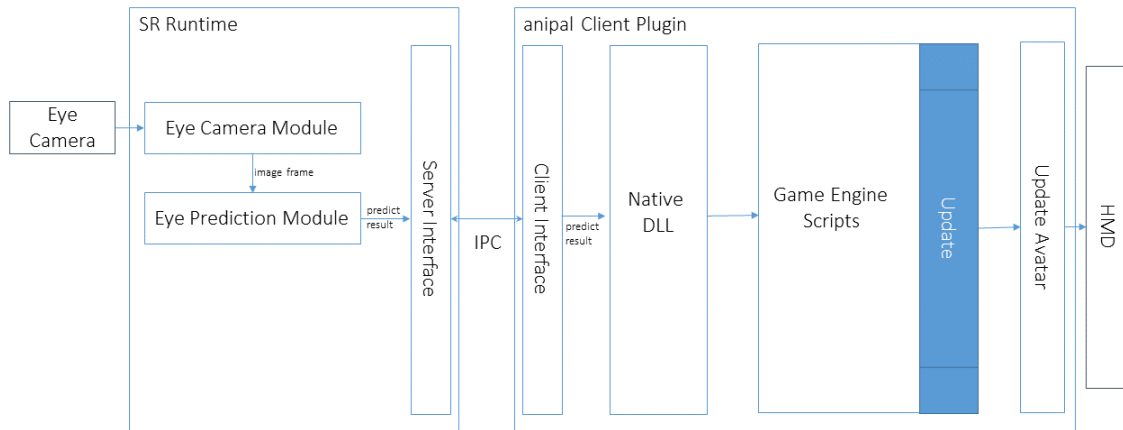 SR Runtime
anipal Client Plugin
Eye
Camera
Eye Camera Module
image frame
Eye Prediction Module
predict
result
Server Interface
IPC
Client Interface
predict
result
Native
DLL
Game Engine
Scripts
Update
Update Avatar
HMD